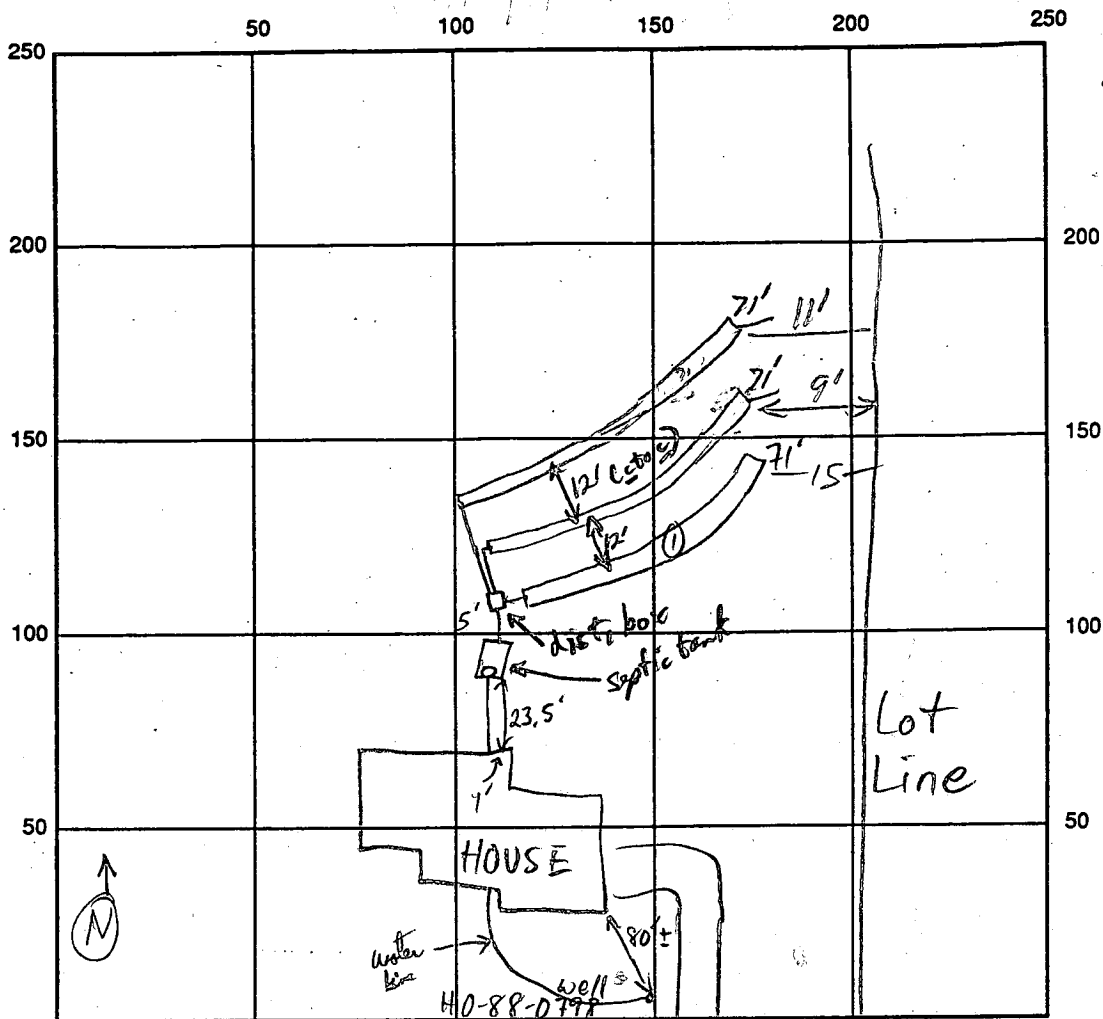 50 100 150 200 250
250
200 200
71' 11'
71' 9'
150 150
12' (c to c) 71' 15
12' 1
5'
100 dist. box 100
septic tank
23.5'
Lot
Line
50 50
HOUSE
N
80'±
water
line
well
HO-88-0798